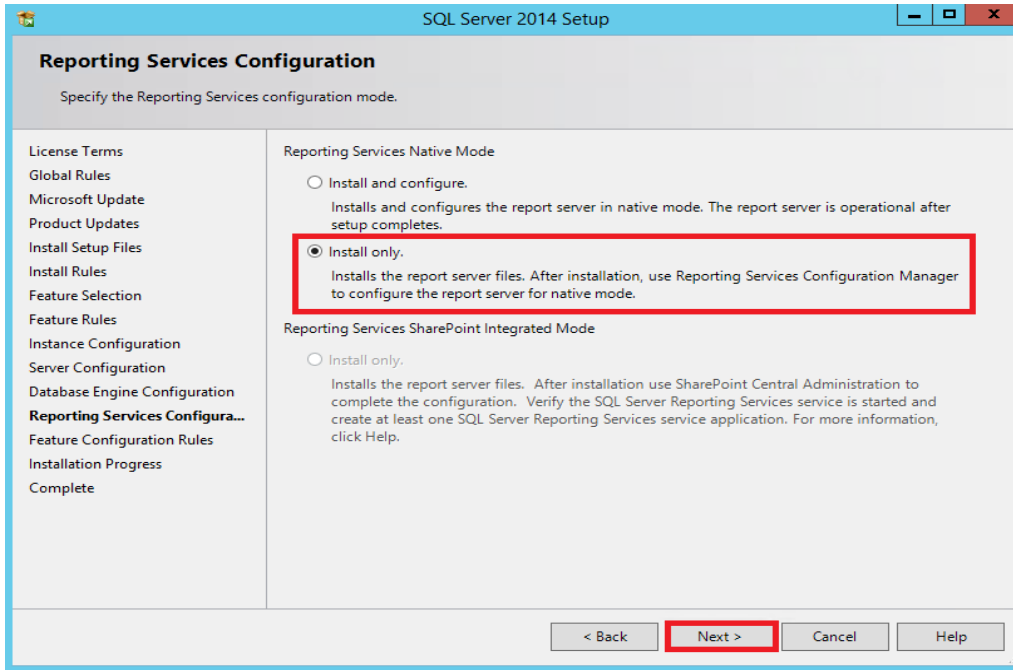 SQL Server 2014 Setup
Reporting Services Configuration
Specify the Reporting Services configuration mode.
License Terms
Global Rules
Microsoft Update
Product Updates
Install Setup Files
Install Rules
Feature Selection
Feature Rules
Instance Configuration
Server Configuration
Database Engine Configuration
Reporting Services Configura...
Feature Configuration Rules
Installation Progress
Complete
Reporting Services Native Mode
Install and configure.
Installs and configures the report server in native mode. The report server is operational after
setup completes.
Install only.
Installs the report server files. After installation, use Reporting Services Configuration Manager
to configure the report server for native mode.
Reporting Services SharePoint Integrated Mode
Install only.
Installs the report server files.  After installation use SharePoint Central Administration to
complete the configuration.  Verify the SQL Server Reporting Services service is started and
create at least one SQL Server Reporting Services service application. For more information,
click Help.
< Back
Next >
Cancel
Help